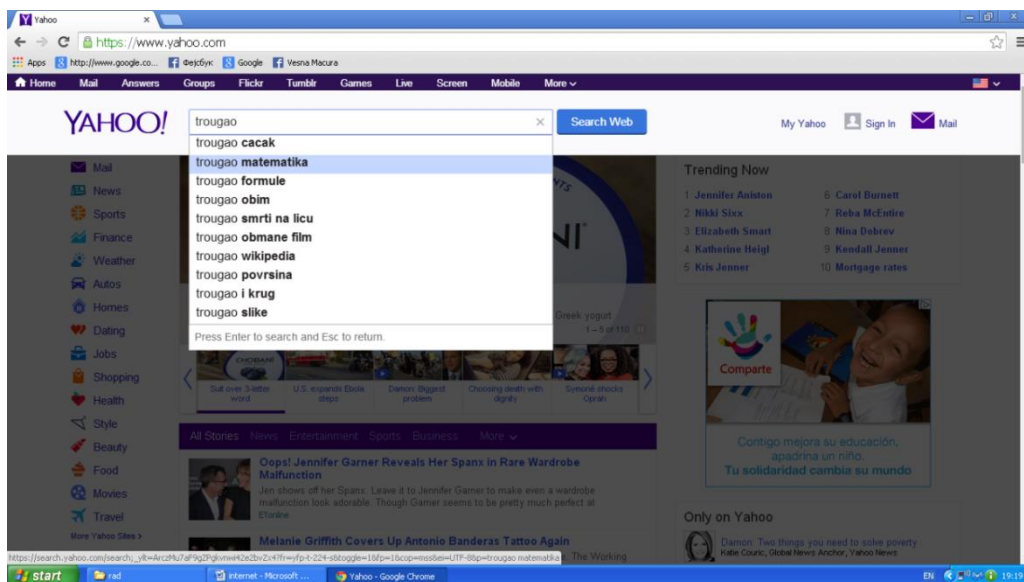 Yahoo
https://www.yahoo.com
Apps http://www.google.co... Фејсбук Google Vesna Macura
Home Mail Answers Groups Flickr Tumblr Games Live Screen Mobile More
YAHOO!
trougao
Search Web
My Yahoo Sign In Mail
trougao cacak
trougao matematika
trougao formule
trougao obim
trougao smrti na licu
trougao obmane film
trougao wikipedia
trougao povrsina
trougao i krug
trougao slike
Press Enter to search and Esc to return.
Mail
News
Sports
Finance
Weather
Autos
Homes
Dating
Jobs
Shopping
Health
Style
Beauty
Food
Movies
Travel
More Yahoo Sites >
Greek yogurt
1 – 5 of 110
CHOBANI
Suit over 3-letter word
U.S. expands Ebola steps
Damon: Biggest problem
Choosing death with dignity
Symoné shocks Oprah
All Stories News Entertainment Sports Business More
Oops! Jennifer Garner Reveals Her Spanx in Rare Wardrobe
Malfunction
Jen shows off her Spanx. Leave it to Jennifer Garner to make even a wardrobe
malfunction look adorable. Though Garner seems to be pretty much perfect at
ETonline
Melanie Griffith Covers Up Antonio Banderas Tattoo Again
The Working
Trending Now
1 Jennifer Aniston
2 Nikki Sixx
3 Elizabeth Smart
4 Katherine Heigl
5 Kris Jenner
6 Carol Burnett
7 Reba McEntire
8 Nina Dobrev
9 Kendall Jenner
10 Mortgage rates
Comparte
Contigo mejora su educación,
apadrina un niño.
Tu solidaridad cambia su mundo
Only on Yahoo
Damon: Two things you need to solve poverty
Katie Couric, Global News Anchor, Yahoo News
start rad internet - Microsoft ... Yahoo - Google Chrome EN 19:19